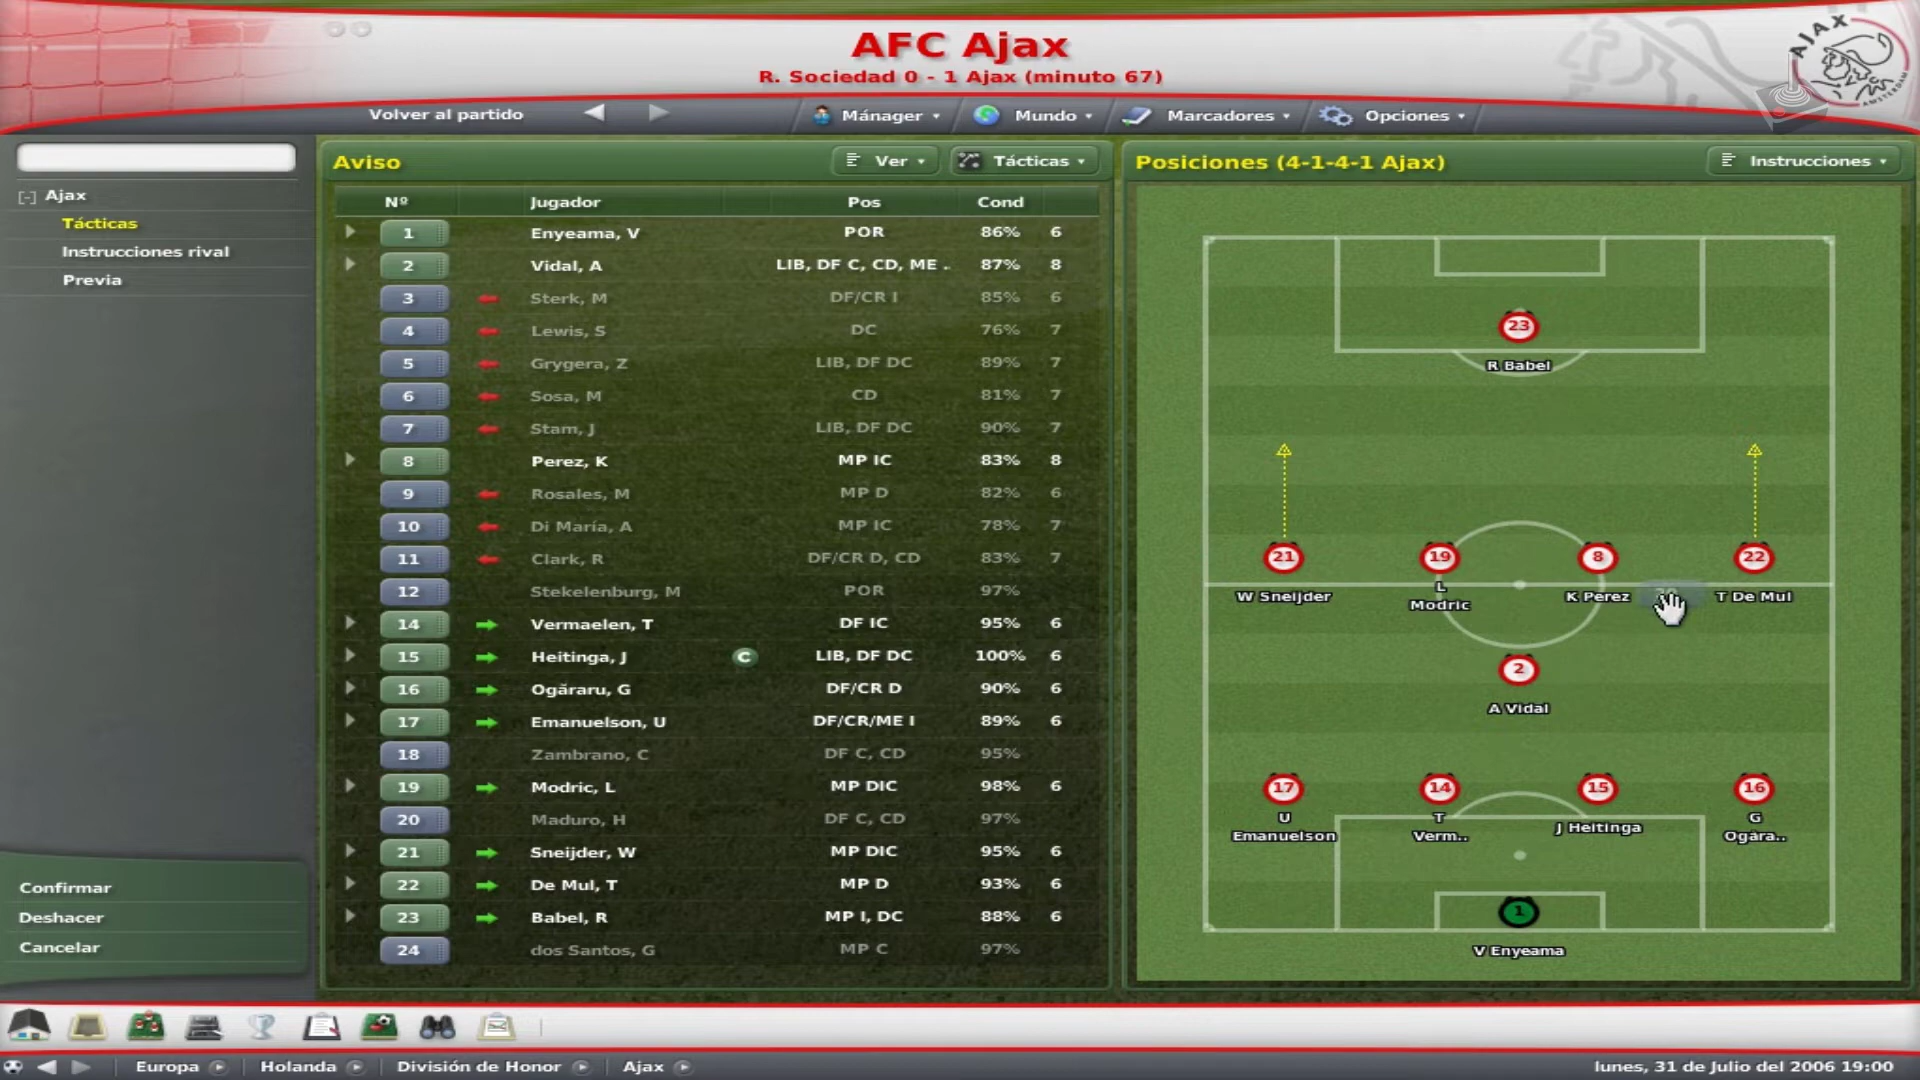 AFC Ajax
R. Sociedad 0 - 1 Ajax (minuto 67)
AJAX
AMSTERDAM
Volver al partido
Mánager
Mundo
Marcadores
Opciones
[-] Ajax
Tácticas
Instrucciones rival
Previa
Confirmar
Deshacer
Cancelar
Aviso
Ver
Tácticas
Nº Jugador Pos Cond
1 Enyeama, V POR 86% 6
2 Vidal, A LIB, DF C, CD, ME .. 87% 8
3 Sterk, M DF/CR I 85% 6
4 Lewis, S DC 76% 7
5 Grygera, Z LIB, DF DC 89% 7
6 Sosa, M CD 81% 7
7 Stam, J LIB, DF DC 90% 7
8 Perez, K MP IC 83% 8
9 Rosales, M MP D 82% 6
10 Di María, A MP IC 78% 7
11 Clark, R DF/CR D, CD 83% 7
12 Stekelenburg, M POR 97%
14 Vermaelen, T DF IC 95% 6
15 Heitinga, J C LIB, DF DC 100% 6
16 Ogăraru, G DF/CR D 90% 6
17 Emanuelson, U DF/CR/ME I 89% 6
18 Zambrano, C DF C, CD 95%
19 Modric, L MP DIC 98% 6
20 Maduro, H DF C, CD 97%
21 Sneijder, W MP DIC 95% 6
22 De Mul, T MP D 93% 6
23 Babel, R MP I, DC 88% 6
24 dos Santos, G MP C 97%
Posiciones (4-1-4-1 Ajax)
Instrucciones
23
R Babel
21 19 8 22
W Sneijder L Modric K Perez T De Mul
2
A Vidal
17 14 15 16
U Emanuelson T Verm.. J Heitinga G Ogăra..
1
V Enyeama
Europa
Holanda
División de Honor
Ajax
lunes, 31 de Julio del 2006 19:00